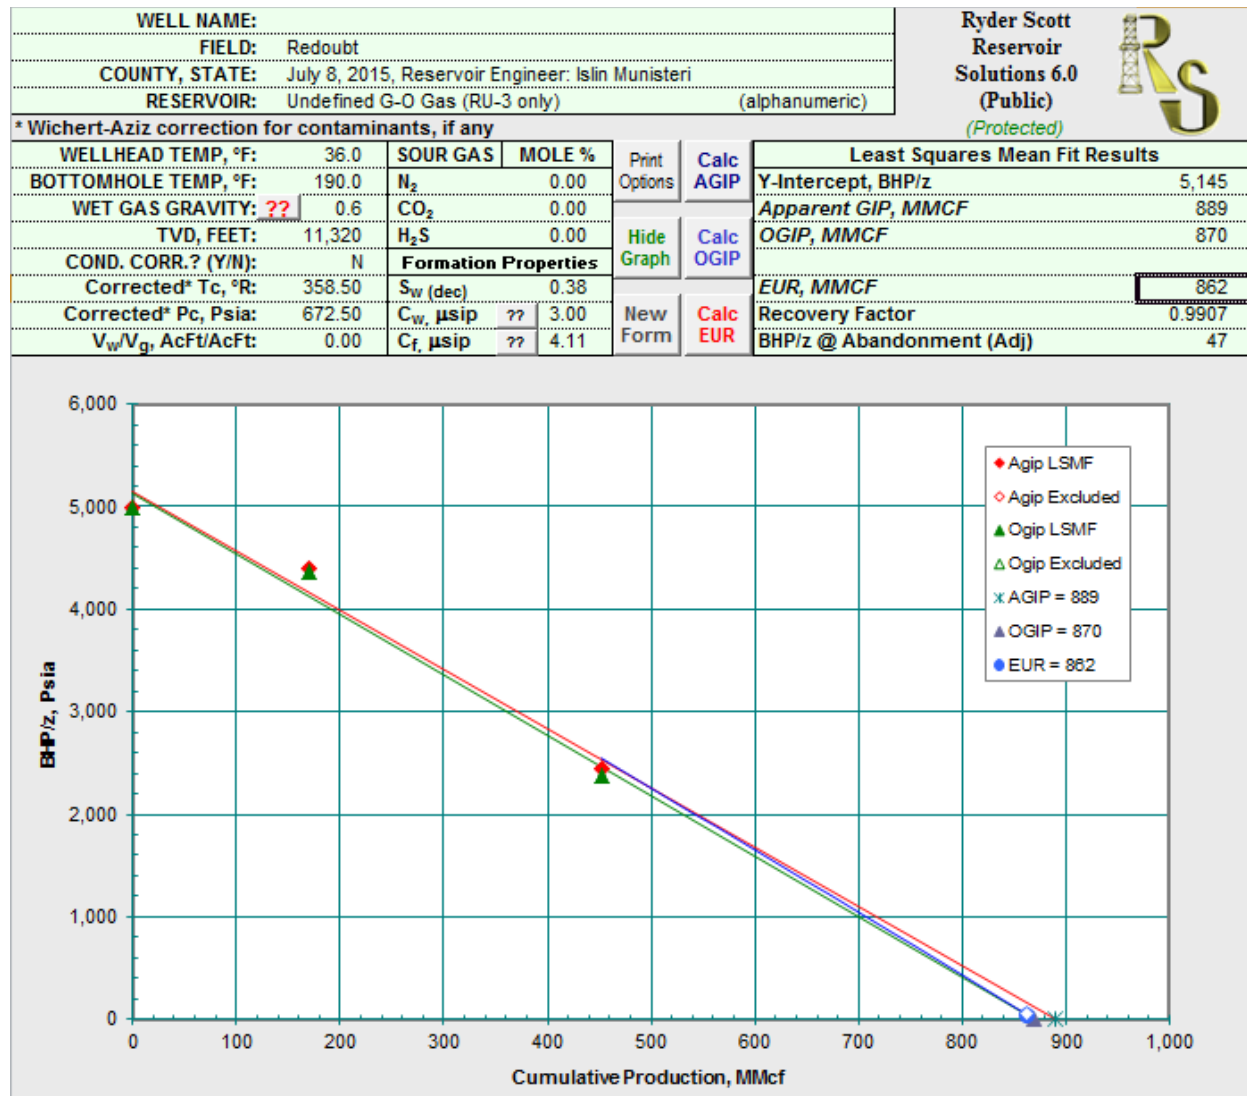 WELL NAME:
FIELD: Redoubt
COUNTY, STATE: July 8, 2015, Reservoir Engineer: Islin Munisteri
RESERVOIR: Undefined G-O Gas (RU-3 only) (alphanumeric)
Ryder Scott
Reservoir
Solutions 6.0
(Public)
(Protected)
RS
* Wichert-Aziz correction for contaminants, if any
WELLHEAD TEMP, ºF: 36.0
BOTTOMHOLE TEMP, ºF: 190.0
WET GAS GRAVITY: ?? 0.6
TVD, FEET: 11,320
COND. CORR.? (Y/N): N
Corrected* Tc, ºR: 358.50
Corrected* Pc, Psia: 672.50
Vw/Vg, AcFt/AcFt: 0.00
SOUR GAS MOLE %
N2 0.00
CO2 0.00
H2S 0.00
Formation Properties
Sw (dec) 0.38
Cw, µsip ?? 3.00
Cf, µsip ?? 4.11
Print Options
Calc AGIP
Hide Graph
Calc OGIP
New Form
Calc EUR
Least Squares Mean Fit Results
Y-Intercept, BHP/z 5,145
Apparent GIP, MMCF 889
OGIP, MMCF 870
EUR, MMCF 862
Recovery Factor 0.9907
BHP/z @ Abandonment (Adj) 47
6,000
5,000
4,000
3,000
2,000
1,000
0
BHP/z, Psia
Agip LSMF
Agip Excluded
Ogip LSMF
Ogip Excluded
AGIP = 889
OGIP = 870
EUR = 862
0 100 200 300 400 500 600 700 800 900 1,000
Cumulative Production, MMcf